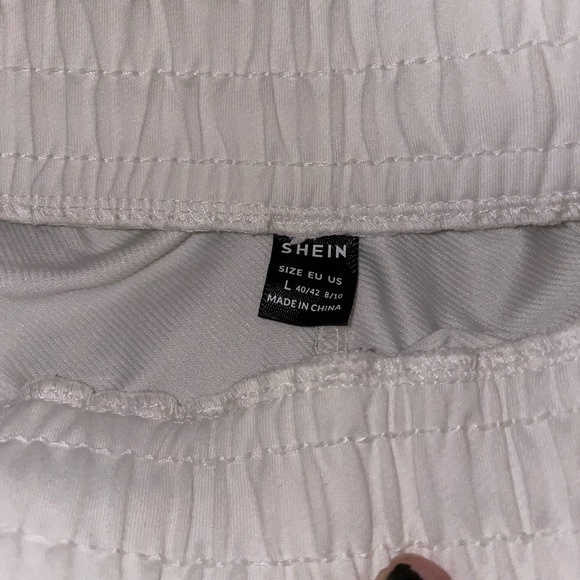 SHEIN
SIZE EU US
L 40/42 8/10
MADE IN CHINA